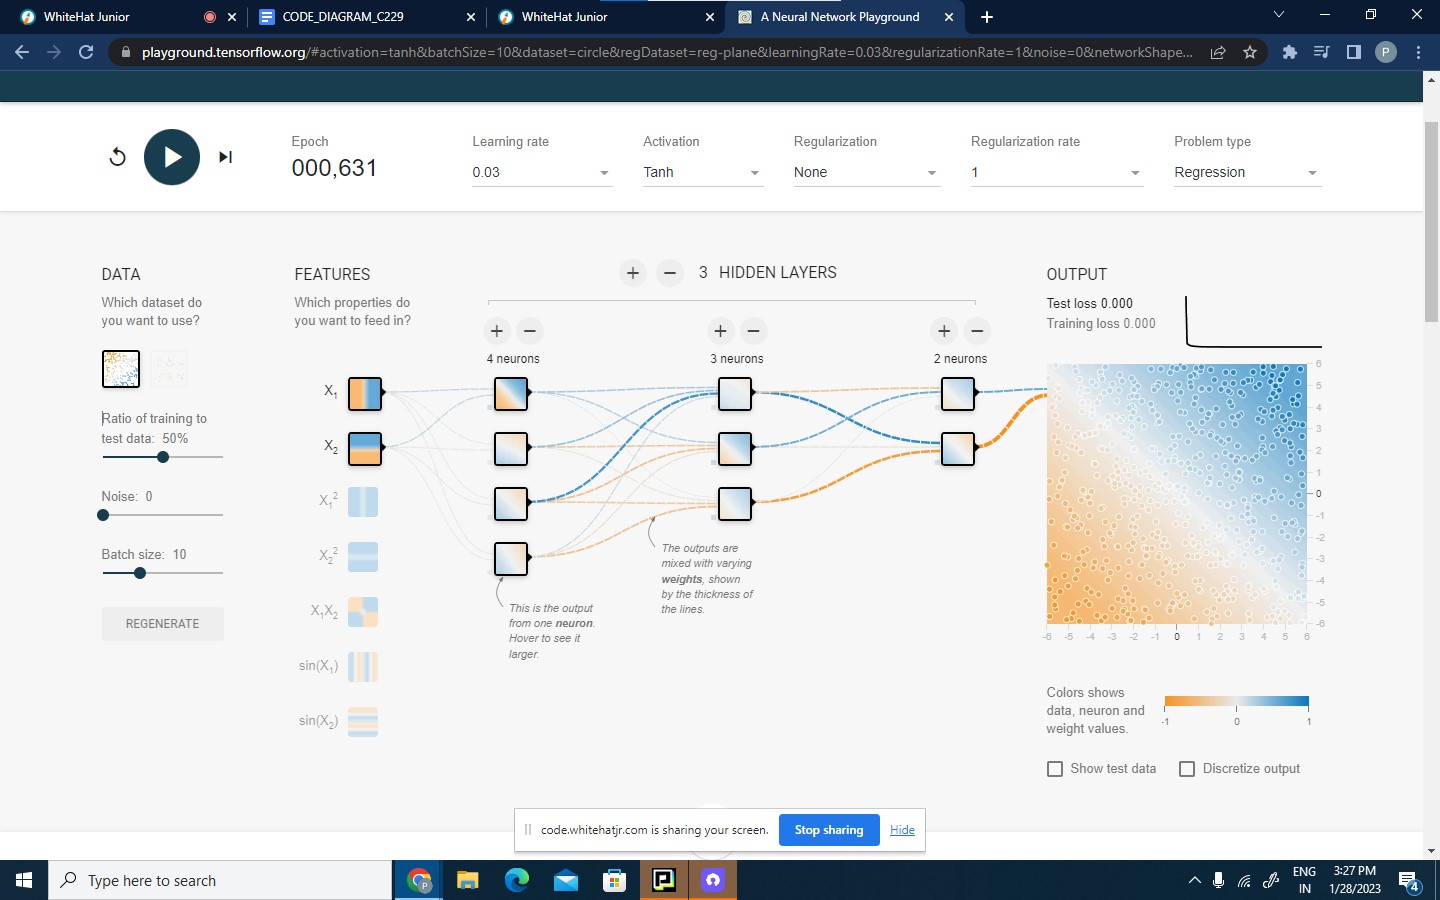 WhiteHat Junior
CODE_DIAGRAM_C229
WhiteHat Junior
A Neural Network Playground
playground.tensorflow.org/#activation=tanh&batchSize=10&dataset=circle&regDataset=reg-plane&learningRate=0.03&regularizationRate=1&noise=0&networkShape...
P
Epoch
000,631
Learning rate
0.03
Activation
Tanh
Regularization
None
Regularization rate
1
Problem type
Regression
DATA
Which dataset do
you want to use?
Ratio of training to
test data: 50%
Noise: 0
Batch size: 10
REGENERATE
FEATURES
Which properties do
you want to feed in?
X1
X2
X1²
X2²
X1X2
sin(X1)
sin(X2)
+ − 3 HIDDEN LAYERS
+ −
4 neurons
+ −
3 neurons
+ −
2 neurons
The outputs are
mixed with varying
weights, shown
by the thickness of
the lines.
This is the output
from one neuron.
Hover to see it
larger.
OUTPUT
Test loss 0.000
Training loss 0.000
6
5
4
3
2
1
0
-1
-2
-3
-4
-5
-6
-6 -5 -4 -3 -2 -1 0 1 2 3 4 5 6
Colors shows
data, neuron and
weight values.
-1 0 1
Show test data
Discretize output
code.whitehatjr.com is sharing your screen.
Stop sharing
Hide
Type here to search
P
ENG
IN
3:27 PM
1/28/2023
4